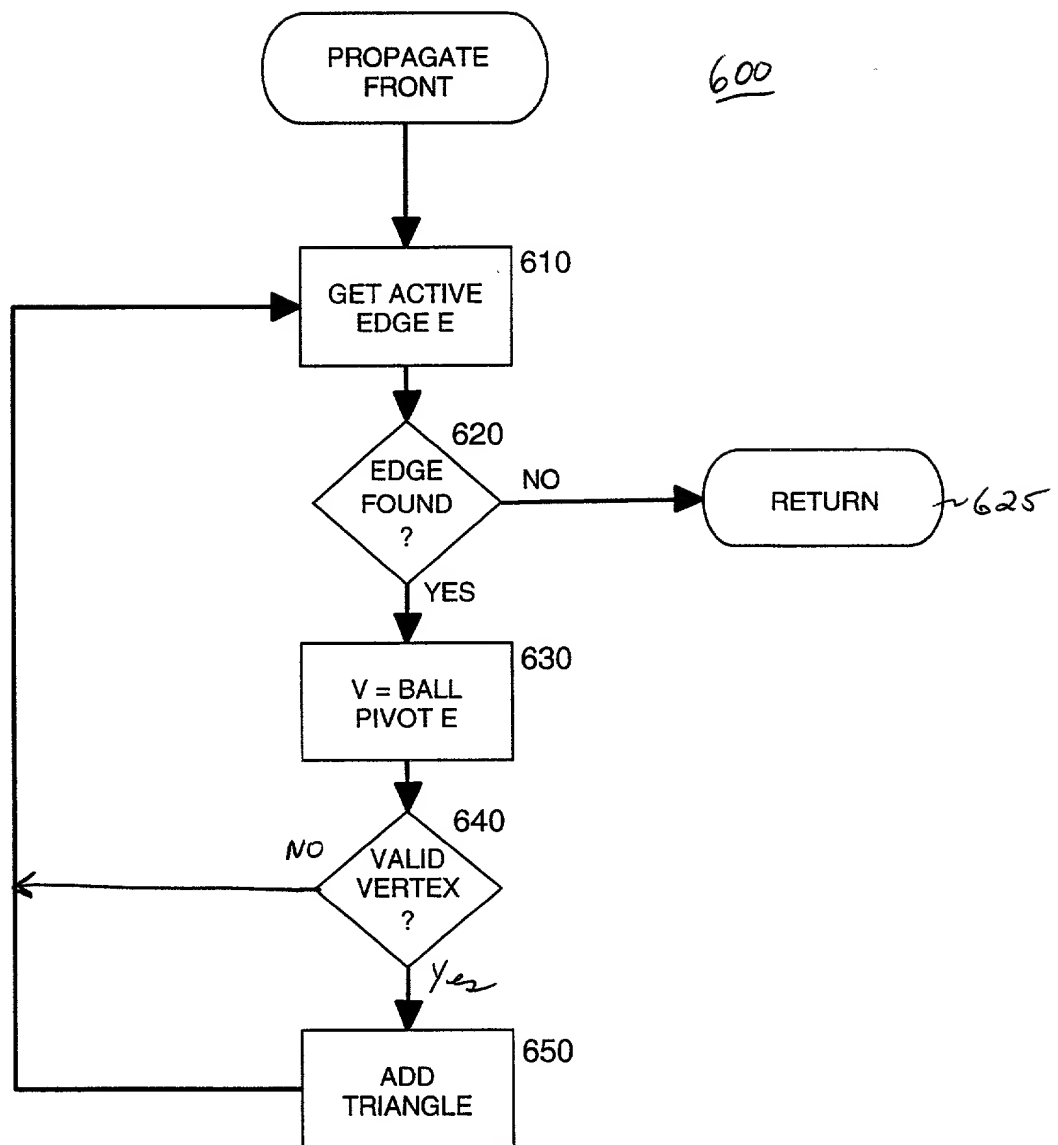 PROPAGATE
FRONT
600
610
GET ACTIVE
EDGE E
620
EDGE
FOUND
?
NO
RETURN
~625
YES
630
V = BALL
PIVOT E
640
NO
VALID
VERTEX
?
Yes
650
ADD
TRIANGLE